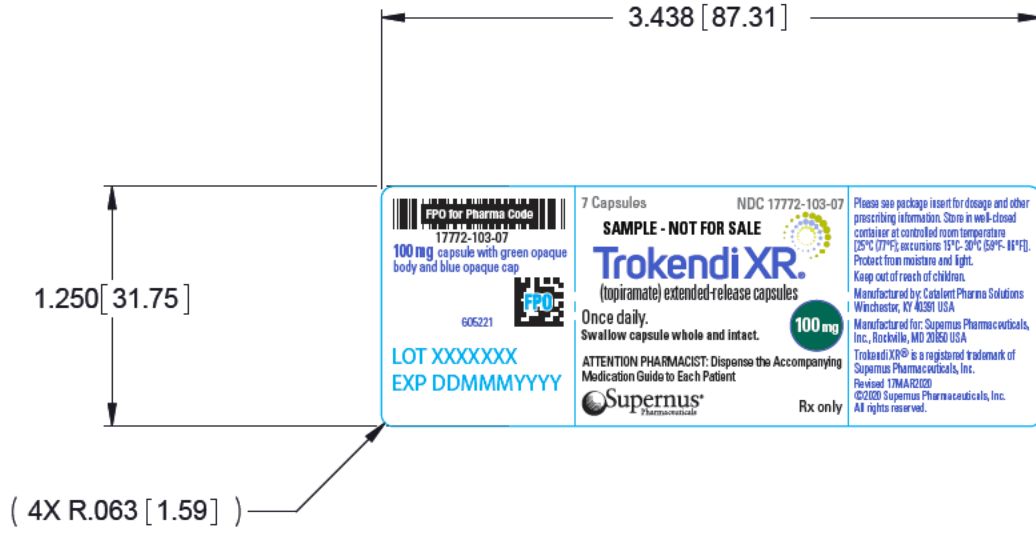 3.438 [ 87.31 ]
1.250 [ 31.75 ]
( 4X R.063 [ 1.59 ] )
FPO for Pharma Code
17772-103-07
100 mg capsule with green opaque
body and blue opaque cap
FPO
605221
LOT XXXXXXX
EXP DDMMMYYYY
7 Capsules NDC 17772-103-07
SAMPLE - NOT FOR SALE
Trokendi XR®
(topiramate) extended-release capsules
Once daily.
Swallow capsule whole and intact.
100 mg
ATTENTION PHARMACIST: Dispense the Accompanying
Medication Guide to Each Patient
Supernus®
Pharmaceuticals
Rx only
Please see package insert for dosage and other
prescribing information. Store in well-closed
container at controlled room temperature
[25°C (77°F); excursions 15°C- 30°C (59°F- 86°F)].
Protect from moisture and light.
Keep out of reach of children.
Manufactured by: Catalent Pharma Solutions
Winchester, KY 40391 USA
Manufactured for: Supernus Pharmaceuticals,
Inc., Rockville, MD 20850 USA
Trokendi XR® is a registered trademark of
Supernus Pharmaceuticals, Inc.
Revised 17MAR2020
©2020 Supernus Pharmaceuticals, Inc.
All rights reserved.